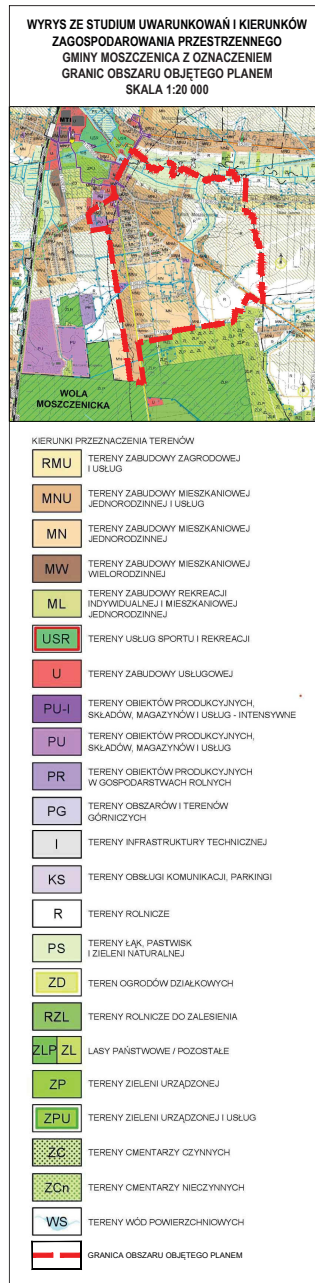 WYRYS ZE STUDIUM UWARUNKOWAŃ I KIERUNKÓW
ZAGOSPODAROWANIA PRZESTRZENNEGO
GMINY MOSZCZENICA Z OZNACZENIEM
GRANIC OBSZARU OBJĘTEGO PLANEM
SKALA 1:20 000
WOLA
MOSZCZENICKA
KIERUNKI PRZEZNACZENIA TERENÓW
RMU TERENY ZABUDOWY ZAGRODOWEJ
I USŁUG
MNU TERENY ZABUDOWY MIESZKANIOWEJ
JEDNORODZINNEJ I USŁUG
MN TERENY ZABUDOWY MIESZKANIOWEJ
JEDNORODZINNEJ
MW TERENY ZABUDOWY MIESZKANIOWEJ
WIELORODZINNEJ
ML TERENY ZABUDOWY REKREACJI
INDYWIDUALNEJ I MIESZKANIOWEJ
JEDNORODZINNEJ
USR TERENY USŁUG SPORTU I REKREACJI
U TERENY ZABUDOWY USŁUGOWEJ
PU-I TERENY OBIEKTÓW PRODUKCYJNYCH,
SKŁADÓW, MAGAZYNÓW I USŁUG - INTENSYWNE
PU TERENY OBIEKTÓW PRODUKCYJNYCH,
SKŁADÓW, MAGAZYNÓW I USŁUG
PR TERENY OBIEKTÓW PRODUKCYJNYCH
W GOSPODARSTWACH ROLNYCH
PG TERENY OBSZARÓW I TERENÓW
GÓRNICZYCH
I TERENY INFRASTRUKTURY TECHNICZNEJ
KS TERENY OBSŁUGI KOMUNIKACJI, PARKINGI
R TERENY ROLNICZE
PS TERENY ŁĄK, PASTWISK
I ZIELENI NATURALNEJ
ZD TEREN OGRODÓW DZIAŁKOWYCH
RZL TERENY ROLNICZE DO ZALESIENIA
ZLP ZL LASY PAŃSTWOWE / POZOSTAŁE
ZP TERENY ZIELENI URZĄDZONEJ
ZPU TERENY ZIELENI URZĄDZONEJ I USŁUG
ZC TERENY CMENTARZY CZYNNYCH
ZCn TERENY CMENTARZY NIECZYNNYCH
WS TERENY WÓD POWIERZCHNIOWYCH
GRANICA OBSZARU OBJĘTEGO PLANEM